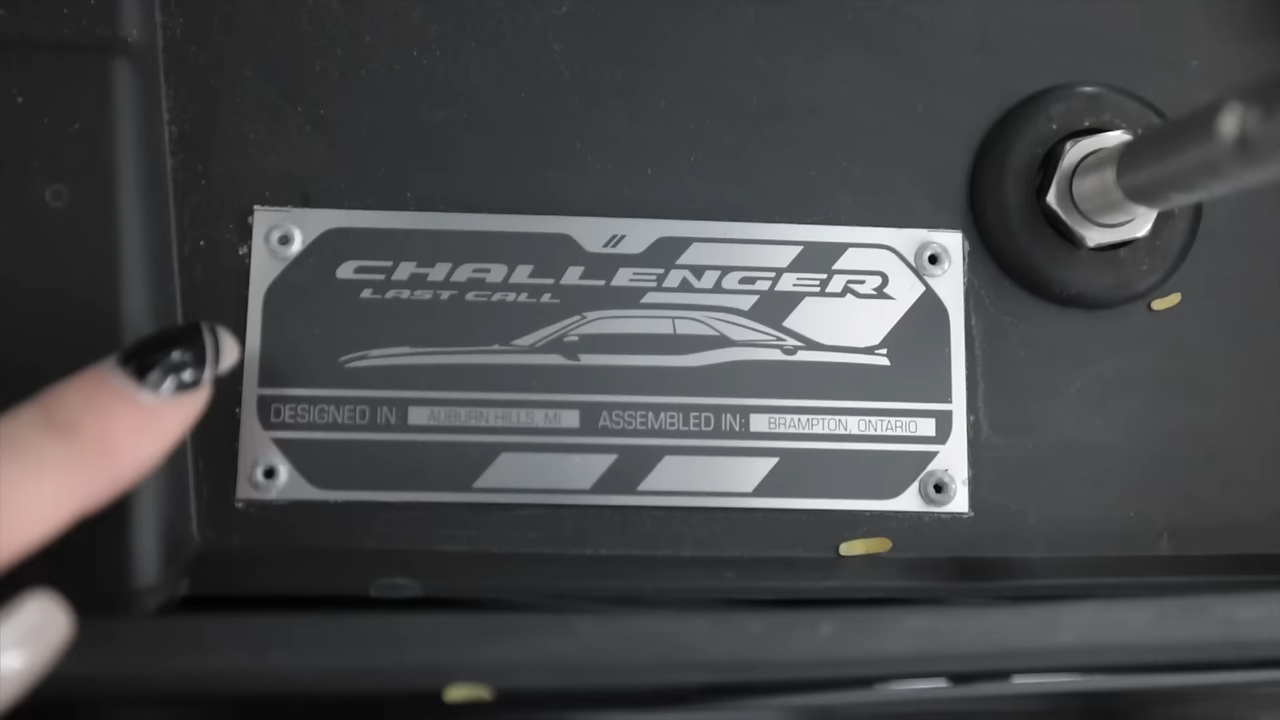 CHALLENGER
LAST CALL
DESIGNED IN: AUBURN HILLS, MI ASSEMBLED IN: BRAMPTON, ONTARIO